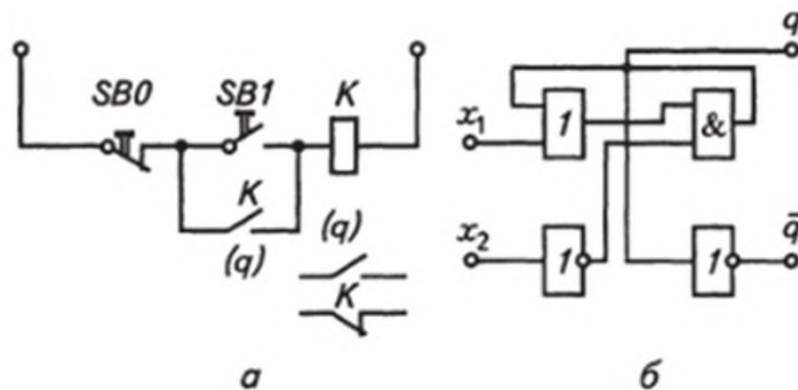 q
SB0 SB1 K
x₁ 1 &
K
(q) (q)
x₂ 1 1 q̄
K
а б